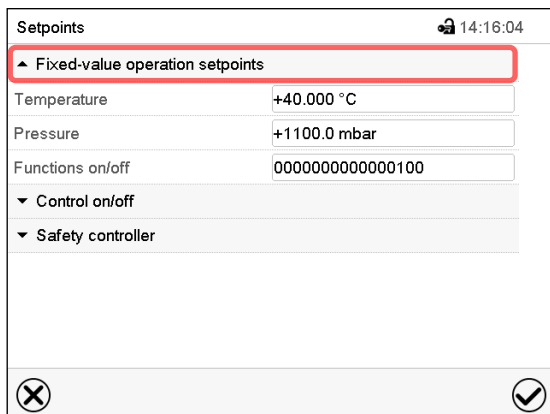 Setpoints 14:16:04
Fixed-value operation setpoints
Temperature +40.000 °C
Pressure +1100.0 mbar
Functions on/off 0000000000000100
Control on/off
Safety controller